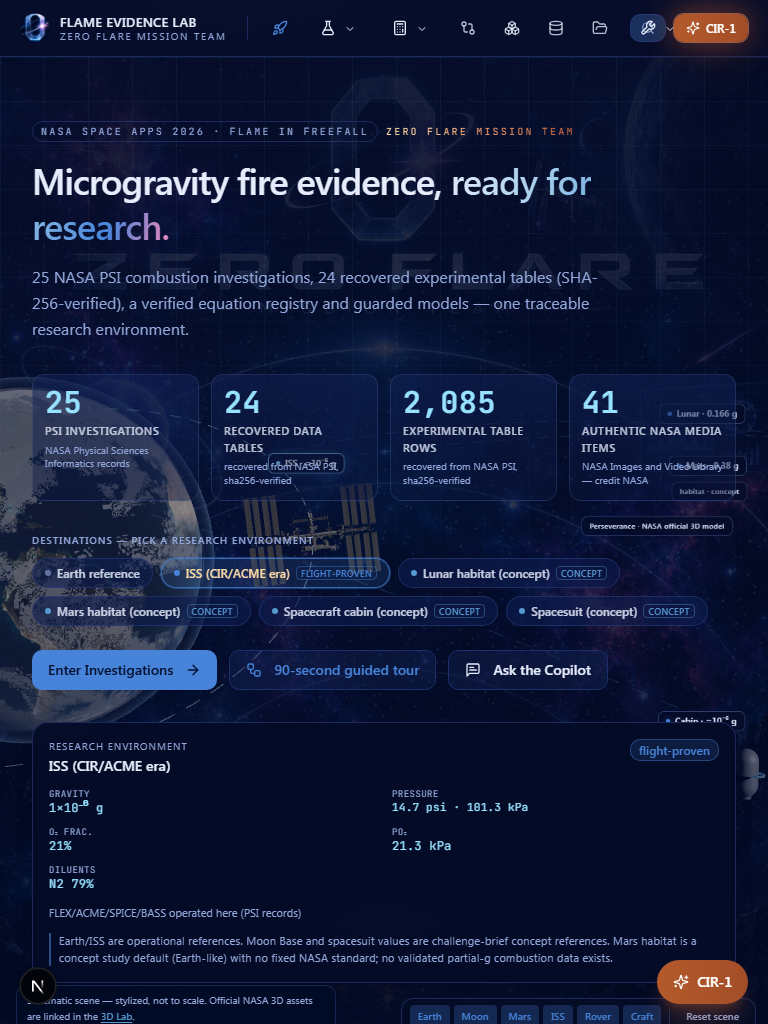 FLAME EVIDENCE LAB
ZERO FLARE MISSION TEAM
CIR-1
NASA SPACE APPS 2026 · FLAME IN FREEFALL
ZERO FLARE MISSION TEAM
Microgravity fire evidence, ready for
research.
ZERO FLARE
25 NASA PSI combustion investigations, 24 recovered experimental tables (SHA-
256-verified), a verified equation registry and guarded models — one traceable
research environment.
25
PSI INVESTIGATIONS
NASA Physical Sciences
Informatics records
24
RECOVERED DATA
TABLES
recovered from NASA PSI,
sha256-verified
2,085
EXPERIMENTAL TABLE
ROWS
recovered from NASA PSI,
sha256-verified
41
AUTHENTIC NASA MEDIA
ITEMS
NASA Images and Video Library
— credit NASA
Lunar · 0.166 g
habitat · concept
Perseverance · NASA official 3D model
DESTINATIONS — PICK A RESEARCH ENVIRONMENT
Earth reference
ISS (CIR/ACME era) FLIGHT-PROVEN
Lunar habitat (concept) CONCEPT
Mars habitat (concept) CONCEPT
Spacecraft cabin (concept) CONCEPT
Spacesuit (concept) CONCEPT
Enter Investigations →
90-second guided tour
Ask the Copilot
Cabin · ~10⁻⁶ g
RESEARCH ENVIRONMENT
ISS (CIR/ACME era)
flight-proven
GRAVITY
1×10⁻⁶ g
PRESSURE
14.7 psi · 101.3 kPa
O₂ FRAC.
21%
PO₂
21.3 kPa
DILUENTS
N2 79%
FLEX/ACME/SPICE/BASS operated here (PSI records)
Earth/ISS are operational references. Moon Base and spacesuit values are challenge-brief concept references. Mars habitat is a
concept study default (Earth-like) with no fixed NASA standard; no validated partial-g combustion data exists.
N
CIR-1
scene — stylized, not to scale. Official NASA 3D assets
are linked in the 3D Lab.
Earth
Moon
Mars
ISS
Rover
Craft
Reset scene